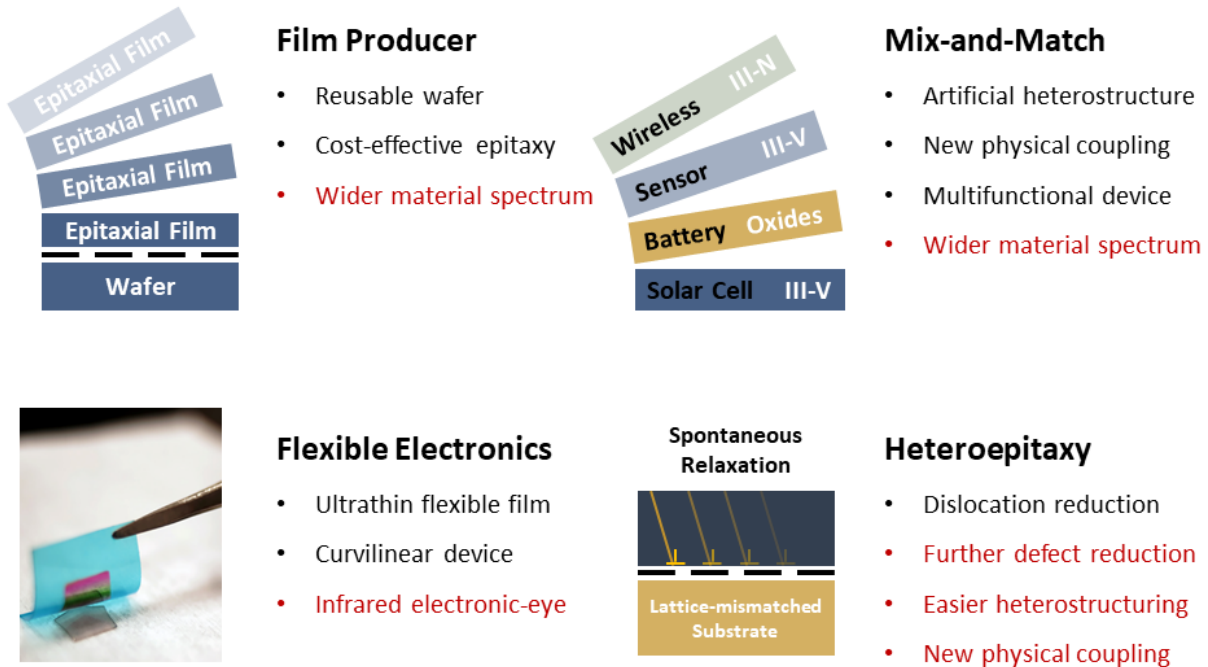 Epitaxial Film
Epitaxial Film
Epitaxial Film
Epitaxial Film
Wafer
Film Producer
• Reusable wafer
• Cost-effective epitaxy
• Wider material spectrum
Wireless III-N
Sensor III-V
Battery Oxides
Solar Cell III-V
Mix-and-Match
• Artificial heterostructure
• New physical coupling
• Multifunctional device
• Wider material spectrum
Flexible Electronics
• Ultrathin flexible film
• Curvilinear device
• Infrared electronic-eye
Spontaneous
Relaxation
Lattice-mismatched
Substrate
Heteroepitaxy
• Dislocation reduction
• Further defect reduction
• Easier heterostructuring
• New physical coupling